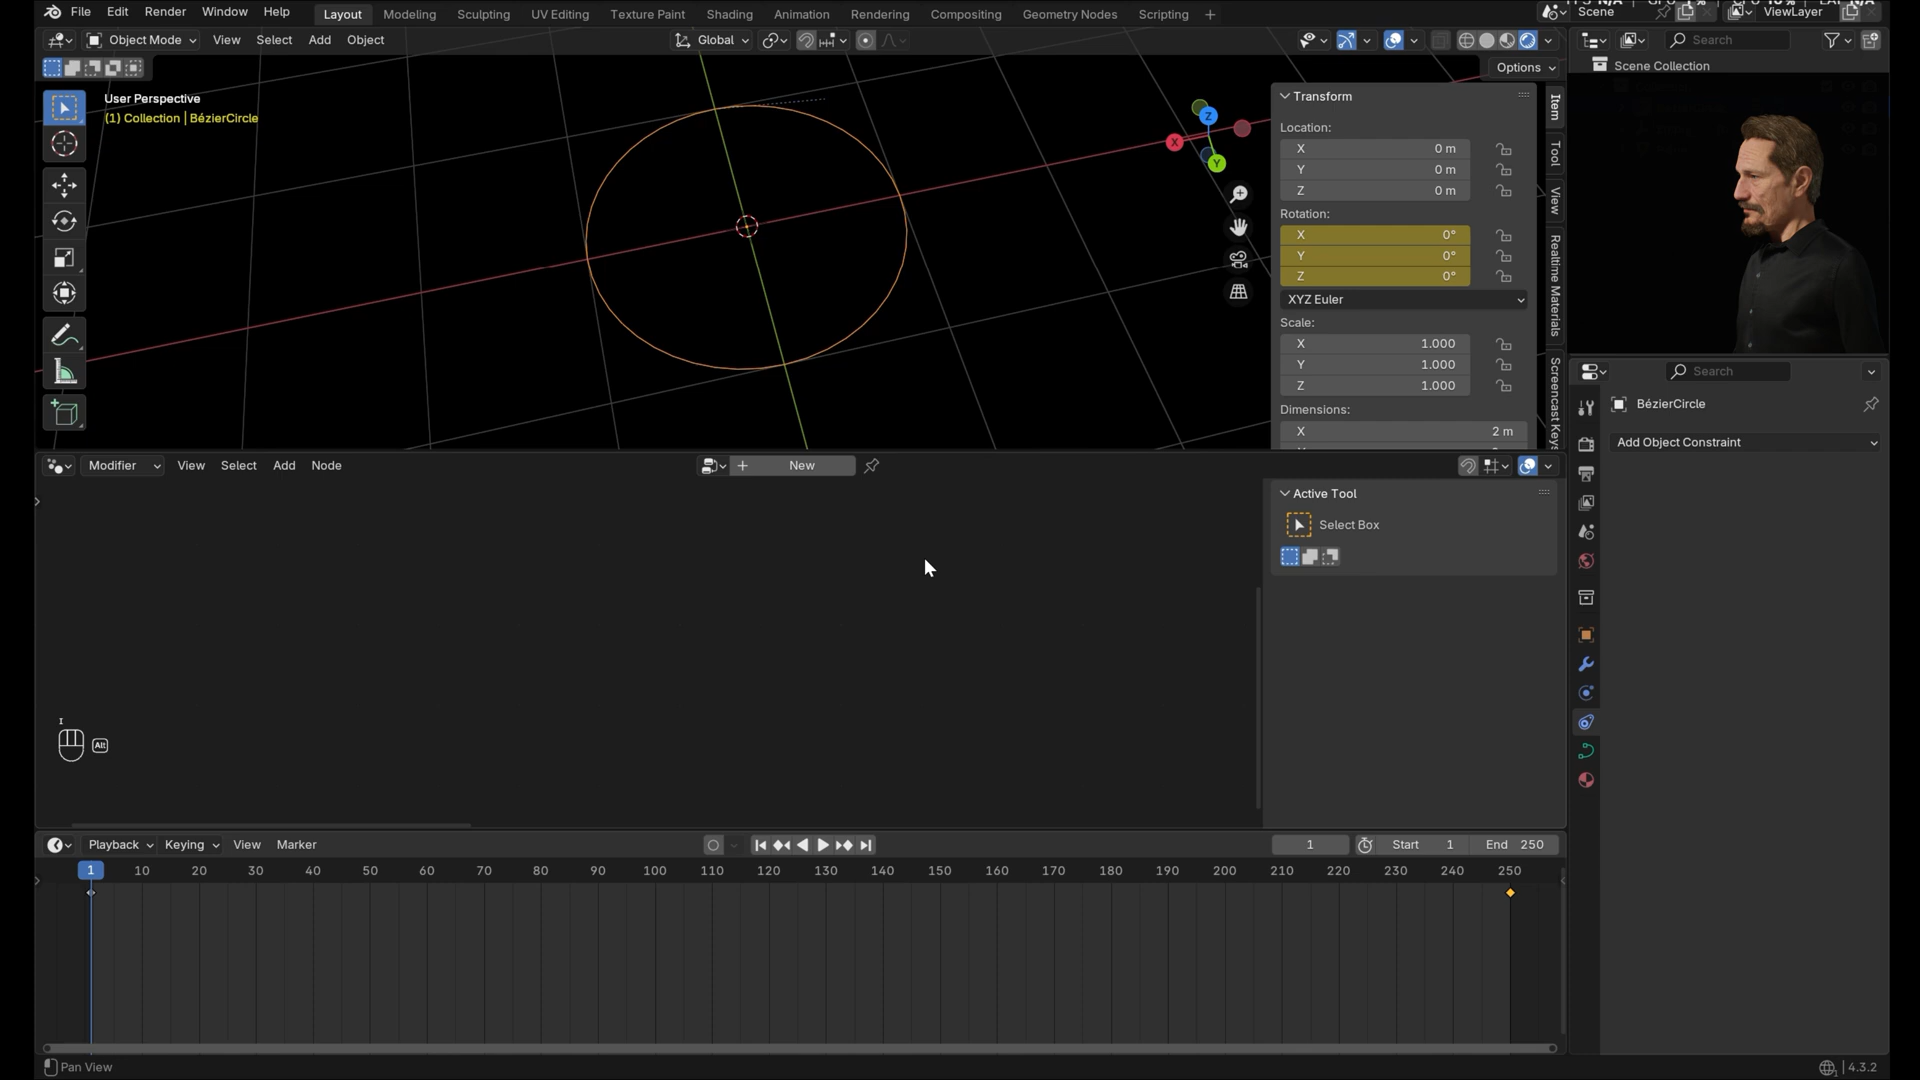 File Edit Render Window Help Layout Modeling Sculpting UV Editing Texture Paint Shading Animation Rendering Compositing Geometry Nodes Scripting + Scene ViewLayer
Object Mode View Select Add Object Global Search
Options
Scene Collection
User Perspective
(1) Collection | BézierCircle
Z
X
Y
Transform
Location:
X 0 m
Y 0 m
Z 0 m
Rotation:
X 0°
Y 0°
Z 0°
XYZ Euler
Scale:
X 1.000
Y 1.000
Z 1.000
Dimensions:
X 2 m
Item
Tool
View
Realtime Materials
Screencast Keys
Search
BézierCircle
Add Object Constraint
Modifier View Select Add Node + New
Active Tool
Select Box
I
Alt
Playback Keying View Marker 1 Start 1 End 250
1 10 20 30 40 50 60 70 80 90 100 110 120 130 140 150 160 170 180 190 200 210 220 230 240 250
Pan View 4.3.2